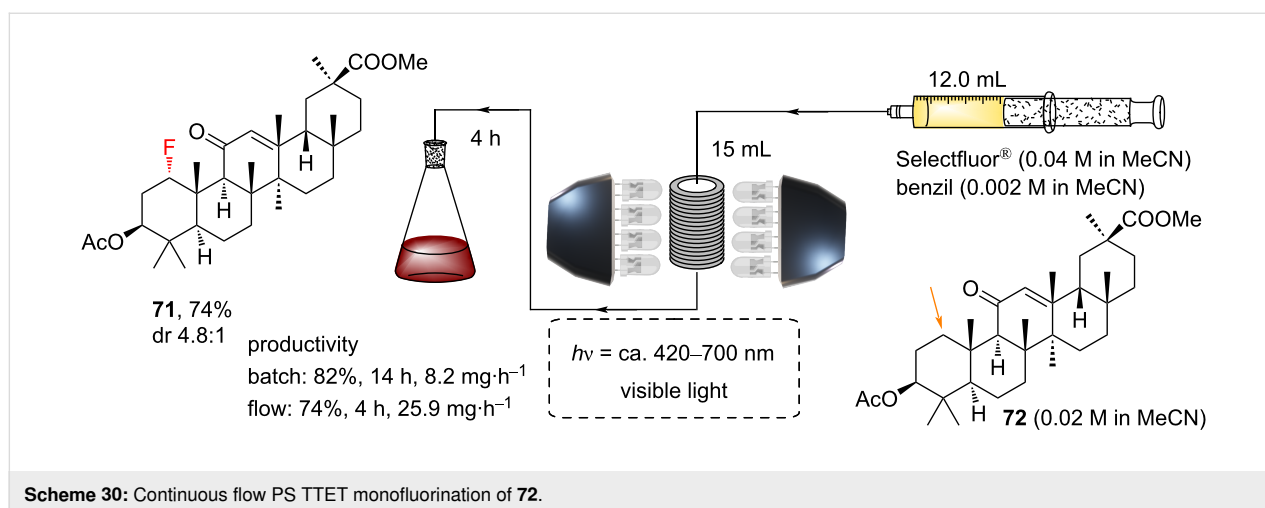 COOMe
O
F
H
H
H
AcO
71, 74%
dr 4.8:1
productivity
batch: 82%, 14 h, 8.2 mg·h⁻¹
flow: 74%, 4 h, 25.9 mg·h⁻¹
4 h
15 mL
hν = ca. 420–700 nm
visible light
12.0 mL
Selectfluor® (0.04 M in MeCN)
benzil (0.002 M in MeCN)
COOMe
O
H
H
AcO
H
72 (0.02 M in MeCN)
Scheme 30: Continuous flow PS TTET monofluorination of 72.